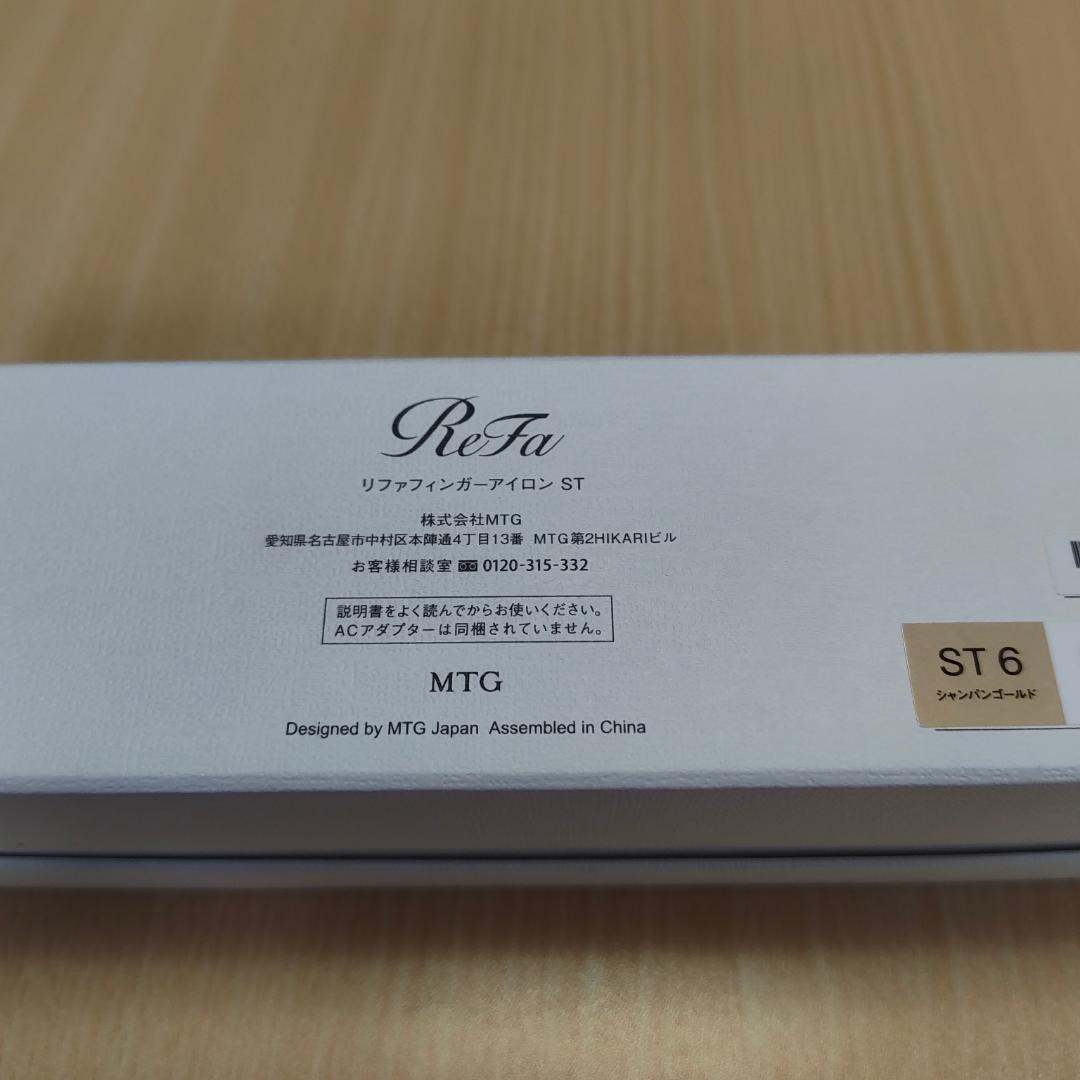 ReFa
リファフィンガーアイロン ST
株式会社MTG
愛知県名古屋市中村区本陣通4丁目13番 MTG第2HIKARIビル
お客様相談室 0120-315-332
説明書をよく読んでからお使いください。
ACアダプターは同梱されていません。
MTG
Designed by MTG Japan Assembled in China
ST 6
シャンパンゴールド